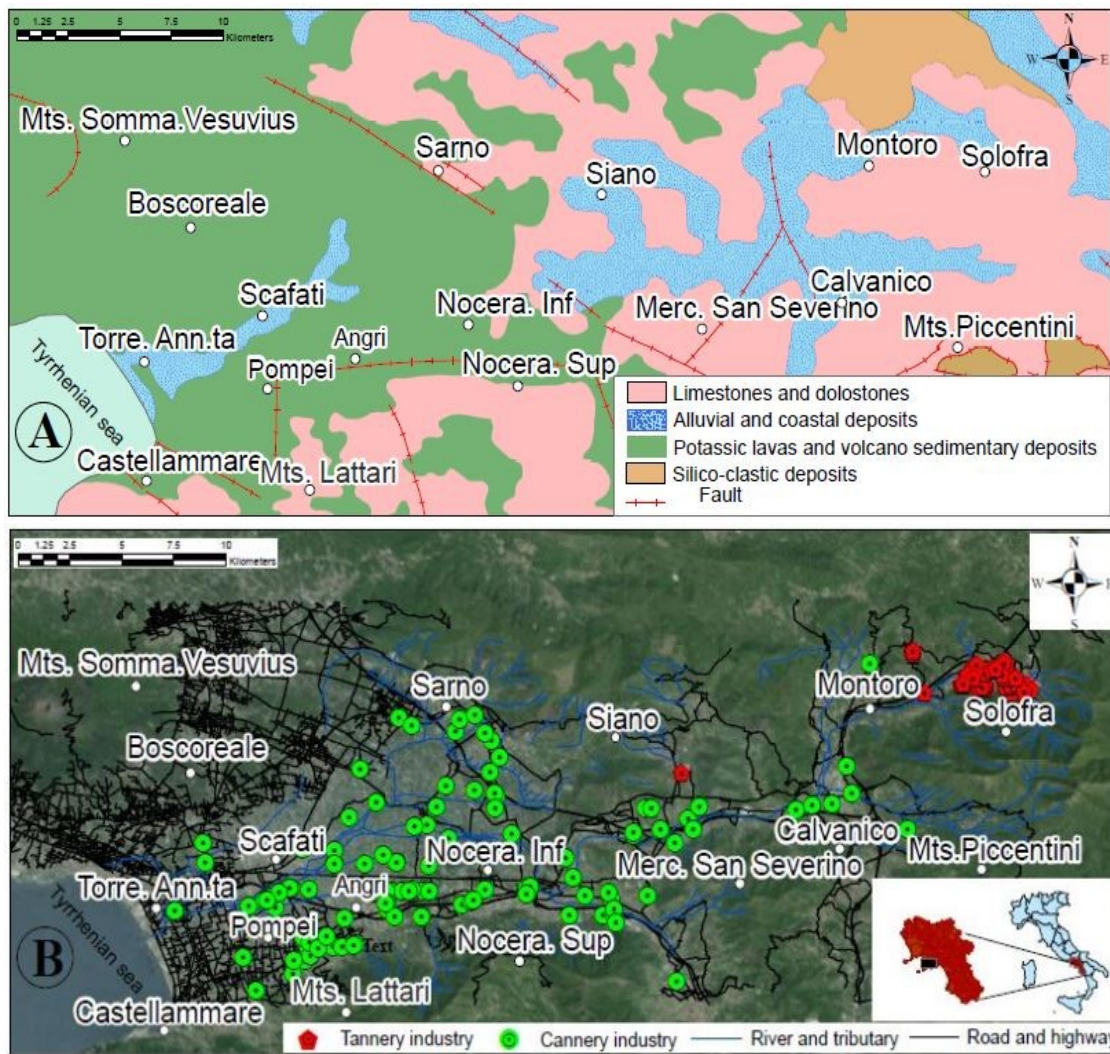 0 1.25 2.5 5 7.5 10
Kilometers
N
W E
S
Mts. Somma.Vesuvius
Sarno
Montoro
Solofra
Siano
Boscoreale
Scafati
Calvanico
Nocera. Inf
Merc. San Severino
Torre. Ann.ta
Angri
Mts.Piccentini
Tyrrhenian sea
Pompei
Nocera. Sup
A
Castellammare
Mts. Lattari
Limestones and dolostones
Alluvial and coastal deposits
Potassic lavas and volcano sedimentary deposits
Silico-clastic deposits
Fault
0 1.25 2.5 5 7.5 10
Kilometers
N
W E
S
Mts. Somma.Vesuvius
Sarno
Montoro
Siano
Solofra
Boscoreale
Scafati
Calvanico
Nocera. Inf
Merc. San Severino
Mts.Piccentini
Torre. Ann.ta
Angri
Tyrrhenian sea
Pompei
Text
Nocera. Sup
B
Mts. Lattari
Castellammare
Tannery industry
Cannery industry
River and tributary
Road and highway